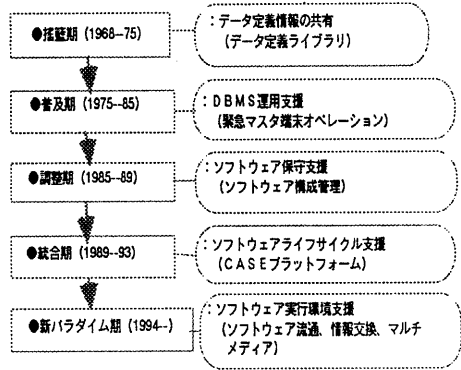 ●揺籃期 (1968--75)
：データ定義情報の共有
(データ定義ライブラリ)
●普及期 (1975--85)
：ＤＢＭＳ運用支援
(緊急マスタ端末オペレーション)
●調整期 (1985--89)
：ソフトウェア保守支援
(ソフトウェア構成管理)
●統合期 (1989--93)
：ソフトウェアライフサイクル支援
(ＣＡＳＥプラットフォーム)
●新パラダイム期 (1994--)
：ソフトウェア実行環境支援
(ソフトウェア流通、情報交換、マルチ
メディア)